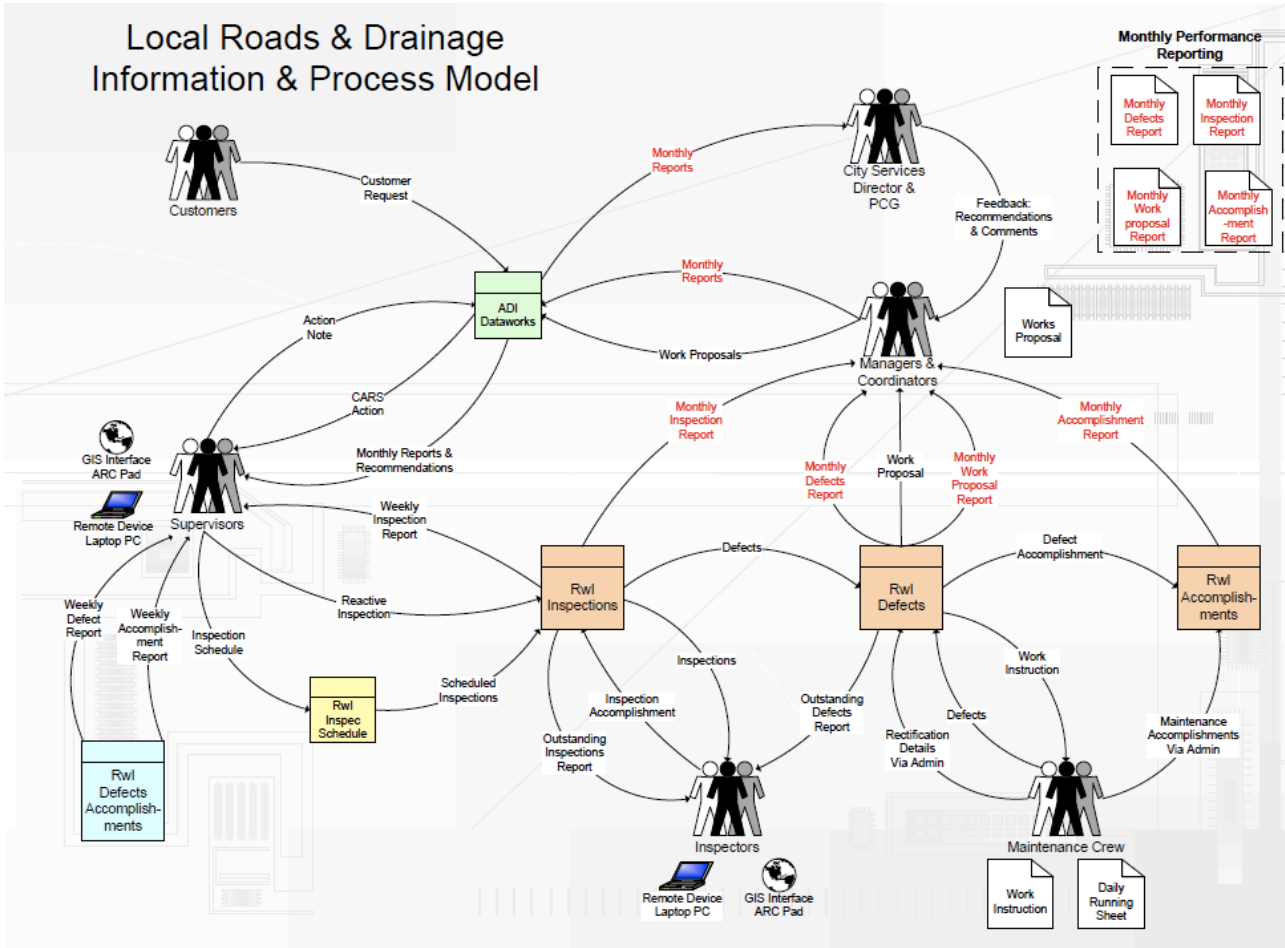 Local Roads & Drainage
Information & Process Model
Monthly Performance
Reporting
Monthly
Defects
Report
Monthly
Inspection
Report
Monthly
Work
proposal
Report
Monthly
Accomplish
-ment
Report
Customers
Customer
Request
Monthly
Reports
City Services
Director &
PCG
Feedback:
Recommendations
& Comments
ADI
Dataworks
Monthly
Reports
Work Proposals
Managers &
Coordinators
Works
Proposal
Action
Note
CARS
Action
Monthly Reports &
Recommendations
GIS Interface
ARC Pad
Remote Device
Laptop PC
Supervisors
Weekly
Inspection
Report
Monthly
Inspection
Report
Monthly
Defects
Report
Work
Proposal
Monthly
Work
Proposal
Report
Monthly
Accomplishment
Report
Weekly
Defect
Report
Weekly
Accomplish-
ment
Report
Inspection
Schedule
Reactive
Inspection
Rwl
Inspections
Defects
Rwl
Defects
Defect
Accomplishment
Rwl
Accomplish-
ments
Rwl
Inspec
Schedule
Scheduled
Inspections
Inspections
Inspection
Accomplishment
Outstanding
Inspections
Report
Outstanding
Defects
Report
Work
Instruction
Defects
Rectification
Details
Via Admin
Maintenance
Accomplishments
Via Admin
Rwl
Defects
Accomplish-
ments
Inspectors
Remote Device
Laptop PC
GIS Interface
ARC Pad
Maintenance Crew
Work
Instruction
Daily
Running
Sheet